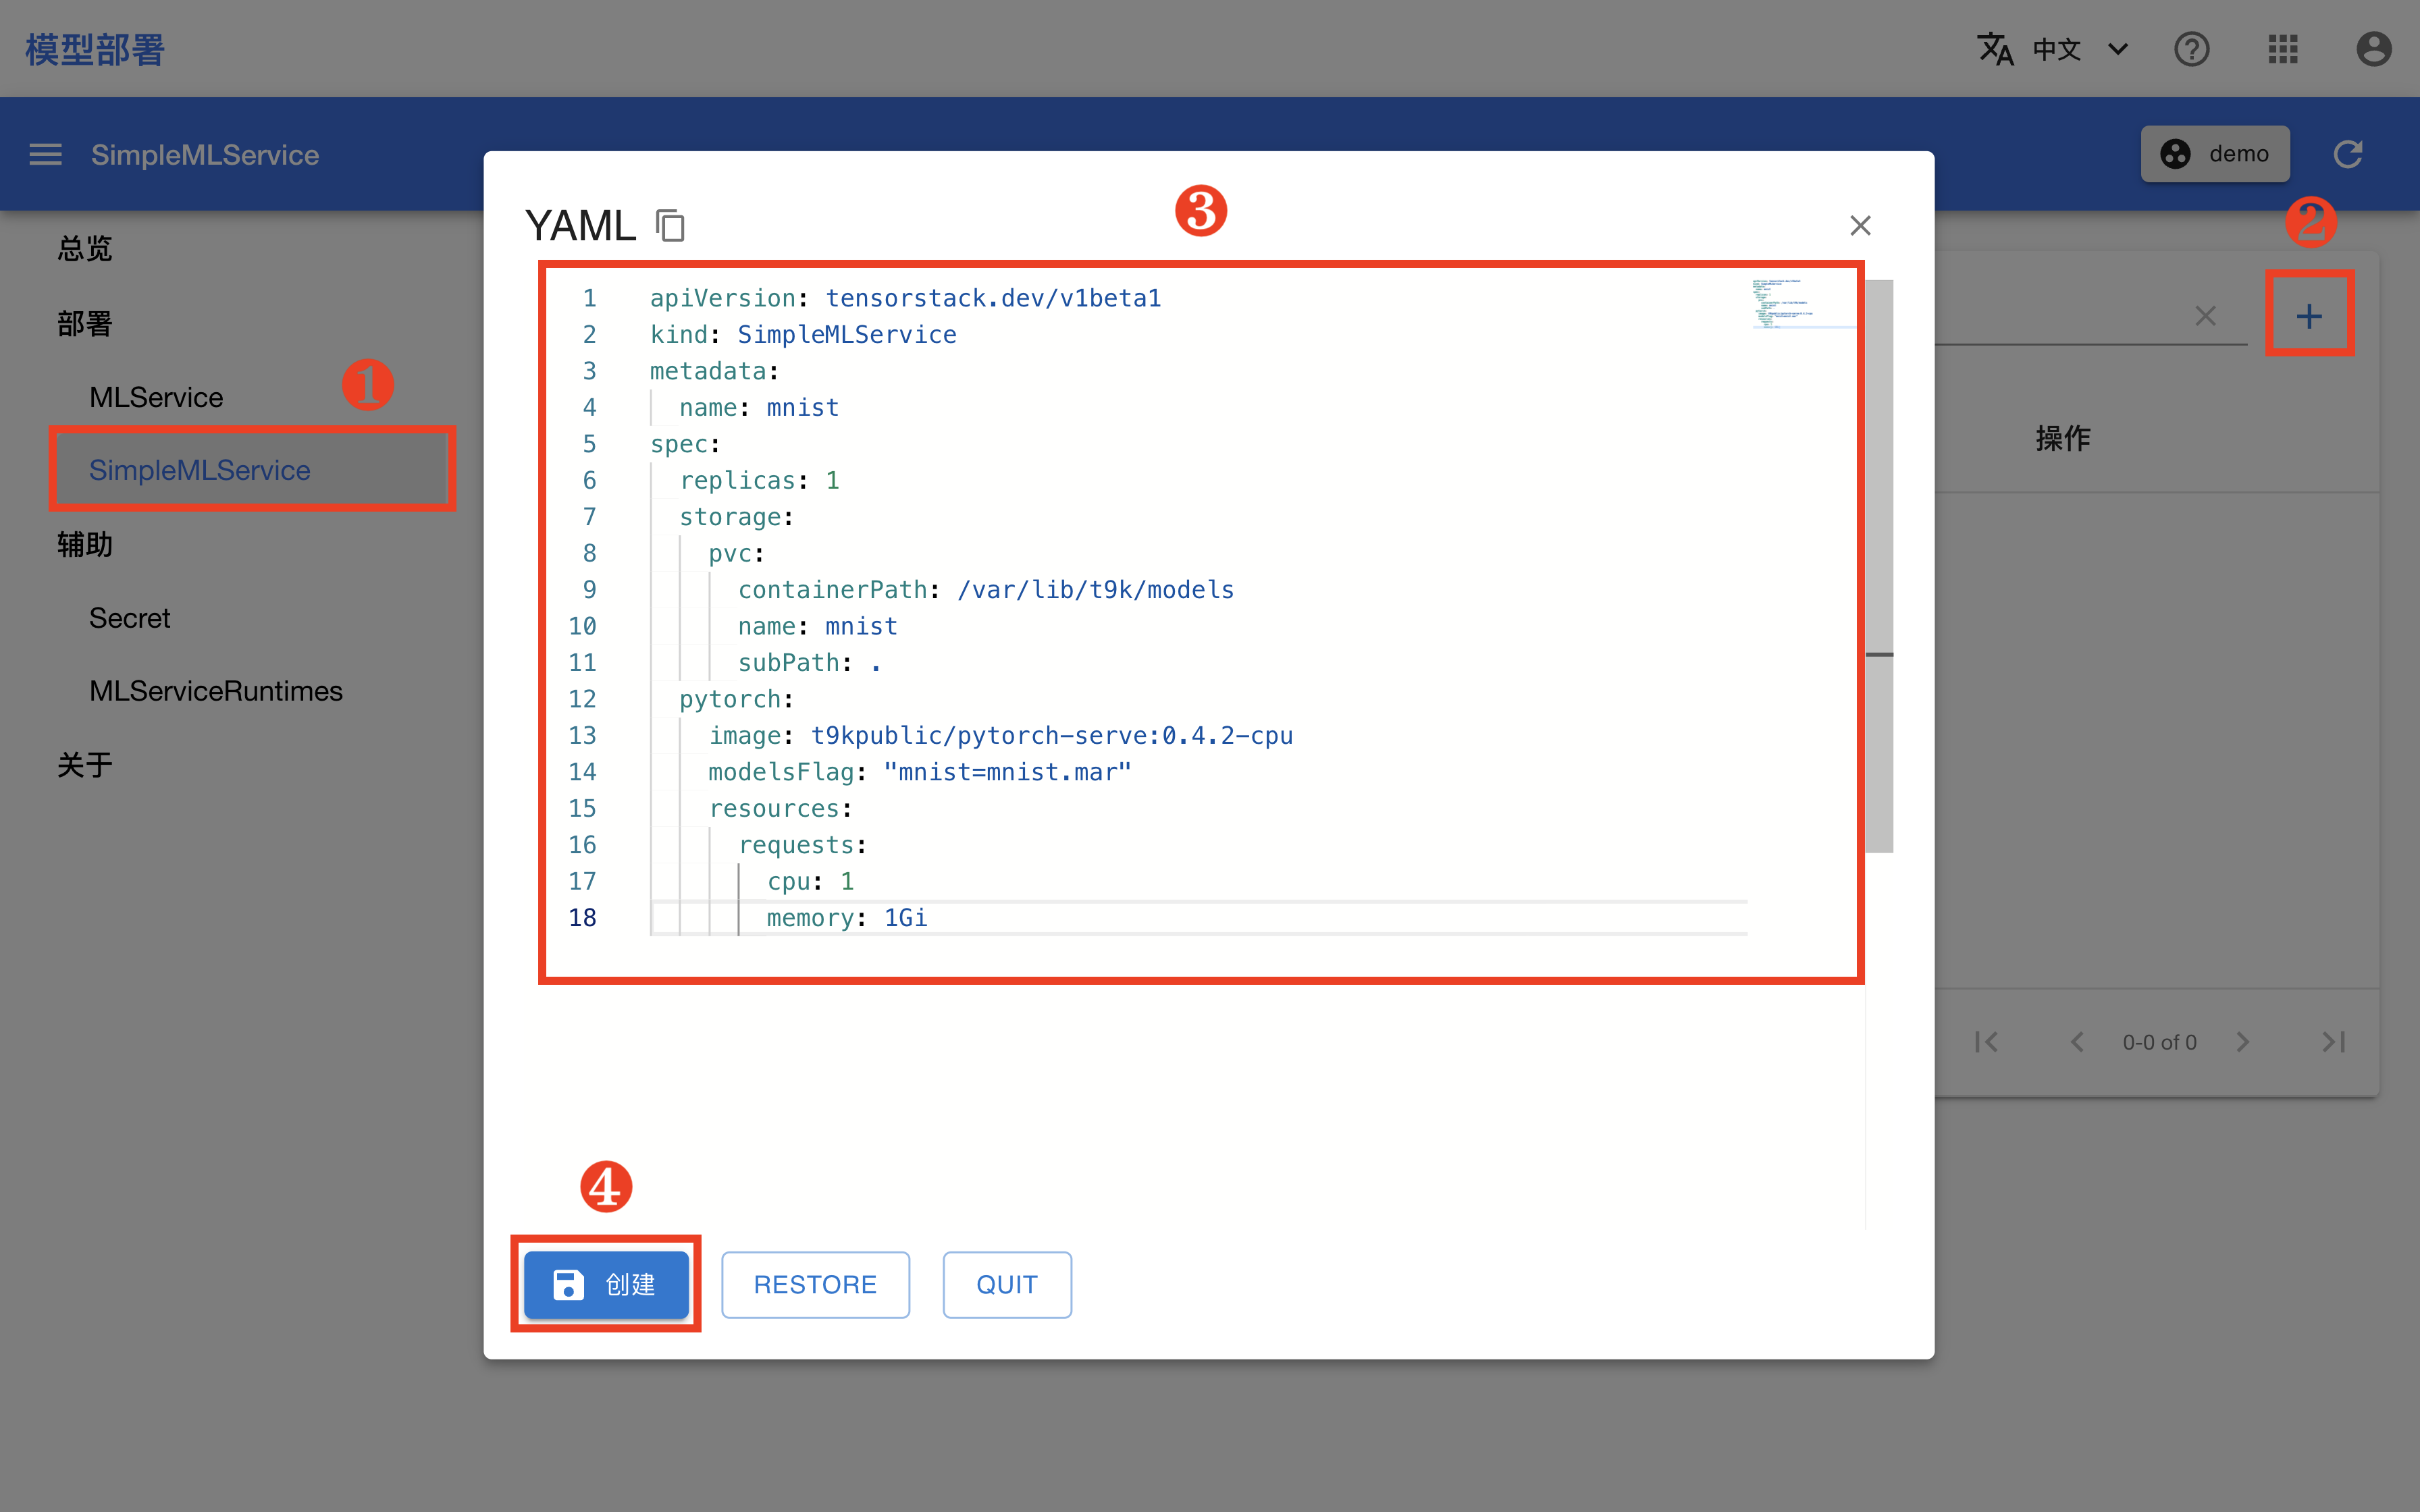 模型部署
中文
SimpleMLService
demo
总览
部署
MLService
SimpleMLService
辅助
Secret
MLServiceRuntimes
关于
1
2
操作
0-0 of 0
YAML
3
1 apiVersion: tensorstack.dev/v1beta1
2 kind: SimpleMLService
3 metadata:
4   name: mnist
5 spec:
6   replicas: 1
7   storage:
8     pvc:
9       containerPath: /var/lib/t9k/models
10       name: mnist
11       subPath: .
12   pytorch:
13     image: t9kpublic/pytorch-serve:0.4.2-cpu
14     modelsFlag: "mnist=mnist.mar"
15     resources:
16       requests:
17         cpu: 1
18         memory: 1Gi
4
创建
RESTORE
QUIT